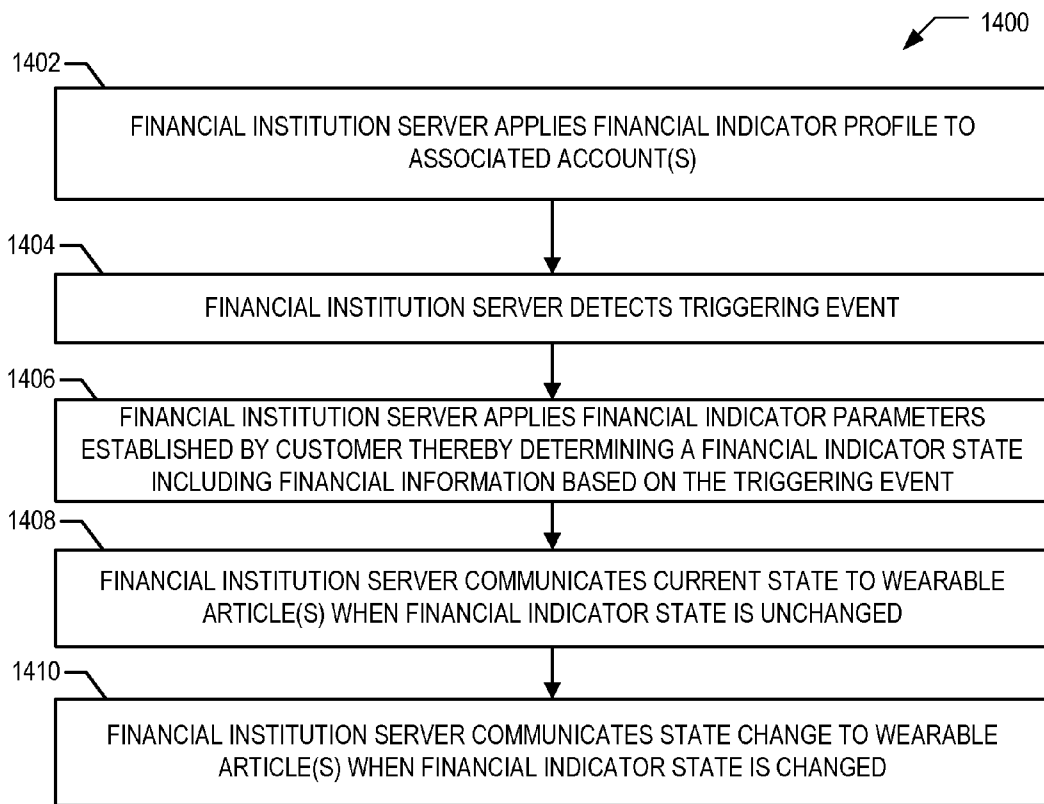 1400
1402
FINANCIAL INSTITUTION SERVER APPLIES FINANCIAL INDICATOR PROFILE TO
ASSOCIATED ACCOUNT(S)
1404
FINANCIAL INSTITUTION SERVER DETECTS TRIGGERING EVENT
1406
FINANCIAL INSTITUTION SERVER APPLIES FINANCIAL INDICATOR PARAMETERS
ESTABLISHED BY CUSTOMER THEREBY DETERMINING A FINANCIAL INDICATOR STATE
INCLUDING FINANCIAL INFORMATION BASED ON THE TRIGGERING EVENT
1408
FINANCIAL INSTITUTION SERVER COMMUNICATES CURRENT STATE TO WEARABLE
ARTICLE(S) WHEN FINANCIAL INDICATOR STATE IS UNCHANGED
1410
FINANCIAL INSTITUTION SERVER COMMUNICATES STATE CHANGE TO WEARABLE
ARTICLE(S) WHEN FINANCIAL INDICATOR STATE IS CHANGED